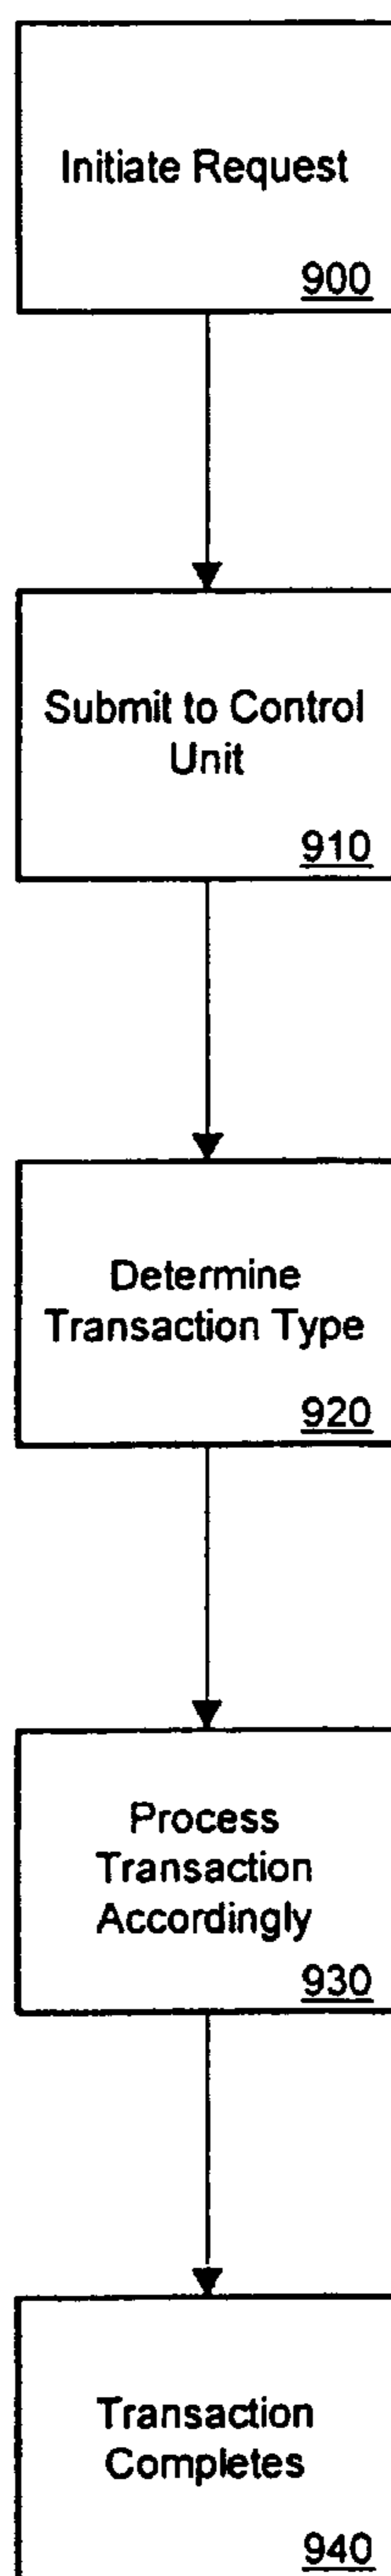 Initiate Request
900
Submit to Control
Unit
910
Determine
Transaction Type
920
Process
Transaction
Accordingly
930
Transaction
Completes
940